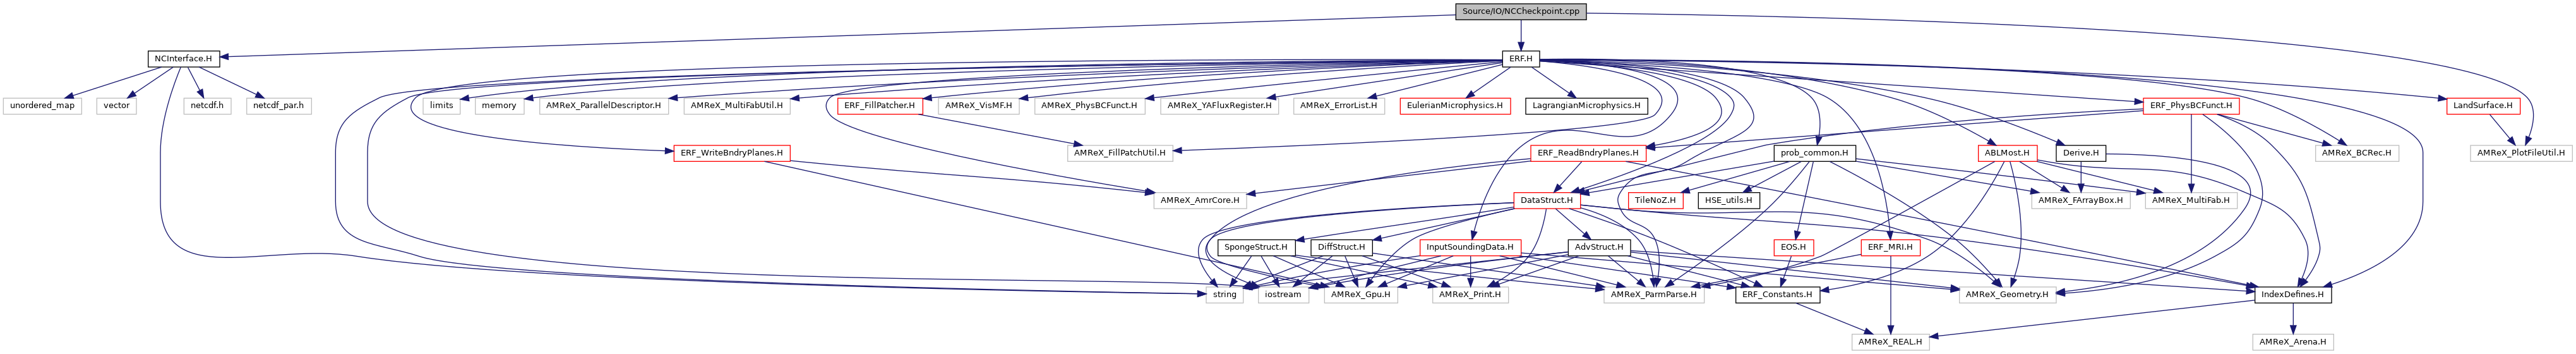 Source/IO/NCCheckpoint.cpp
NCInterface.H
ERF.H
unordered_map
vector
netcdf.h
netcdf_par.h
limits
memory
AMReX_ParallelDescriptor.H
AMReX_MultiFabUtil.H
ERF_FillPatcher.H
AMReX_VisMF.H
AMReX_PhysBCFunct.H
AMReX_YAFluxRegister.H
AMReX_ErrorList.H
EulerianMicrophysics.H
LagrangianMicrophysics.H
ERF_PhysBCFunct.H
LandSurface.H
ERF_WriteBndryPlanes.H
AMReX_FillPatchUtil.H
ERF_ReadBndryPlanes.H
prob_common.H
ABLMost.H
Derive.H
AMReX_BCRec.H
AMReX_PlotFileUtil.H
AMReX_AmrCore.H
DataStruct.H
TileNoZ.H
HSE_utils.H
AMReX_FArrayBox.H
AMReX_MultiFab.H
SpongeStruct.H
DiffStruct.H
InputSoundingData.H
AdvStruct.H
EOS.H
ERF_MRI.H
string
iostream
AMReX_Gpu.H
AMReX_Print.H
AMReX_ParmParse.H
ERF_Constants.H
AMReX_Geometry.H
IndexDefines.H
AMReX_REAL.H
AMReX_Arena.H